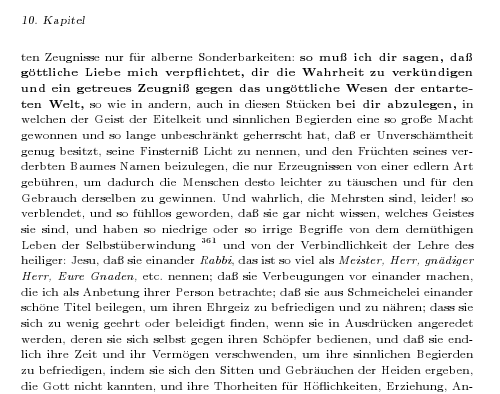 10. Kapitel
ten Zeugnisse nur für alberne Sonderbarkeiten: so muß ich dir sagen, daß
göttliche Liebe mich verpflichtet, dir die Wahrheit zu verkündigen
und ein getreues Zeugniß gegen das ungöttliche Wesen der entarte-
ten Welt, so wie in andern, auch in diesen Stücken bei dir abzulegen, in
welchen der Geist der Eitelkeit und sinnlichen Begierden eine so große Macht
gewonnen und so lange unbeschränkt geherrscht hat, daß er Unverschämtheit
genug besitzt, seine Finsterniß Licht zu nennen, und den Früchten seines ver-
derbten Baumes Namen beizulegen, die nur Erzeugnissen von einer edlern Art
gebühren, um dadurch die Menschen desto leichter zu täuschen und für den
Gebrauch derselben zu gewinnen. Und wahrlich, die Mehrsten sind, leider! so
verblendet, und so fühllos geworden, daß sie gar nicht wissen, welches Geistes
sie sind, und haben so niedrige oder so irrige Begriffe von dem demüthigen
Leben der Selbstüberwindung 361 und von der Verbindlichkeit der Lehre des
heiliger: Jesu, daß sie einander Rabbi, das ist so viel als Meister, Herr, gnädiger
Herr, Eure Gnaden, etc. nennen; daß sie Verbeugungen vor einander machen,
die ich als Anbetung ihrer Person betrachte; daß sie aus Schmeichelei einander
schöne Titel beilegen, um ihren Ehrgeiz zu befriedigen und zu nähren; dass sie
sich zu wenig geehrt oder beleidigt finden, wenn sie in Ausdrücken angeredet
werden, deren sie sich selbst gegen ihren Schöpfer bedienen, und daß sie end-
lich ihre Zeit und ihr Vermögen verschwenden, um ihre sinnlichen Begierden
zu befriedigen, indem sie sich den Sitten und Gebräuchen der Heiden ergeben,
die Gott nicht kannten, und ihre Thorheiten für Höflichkeiten, Erziehung, An-